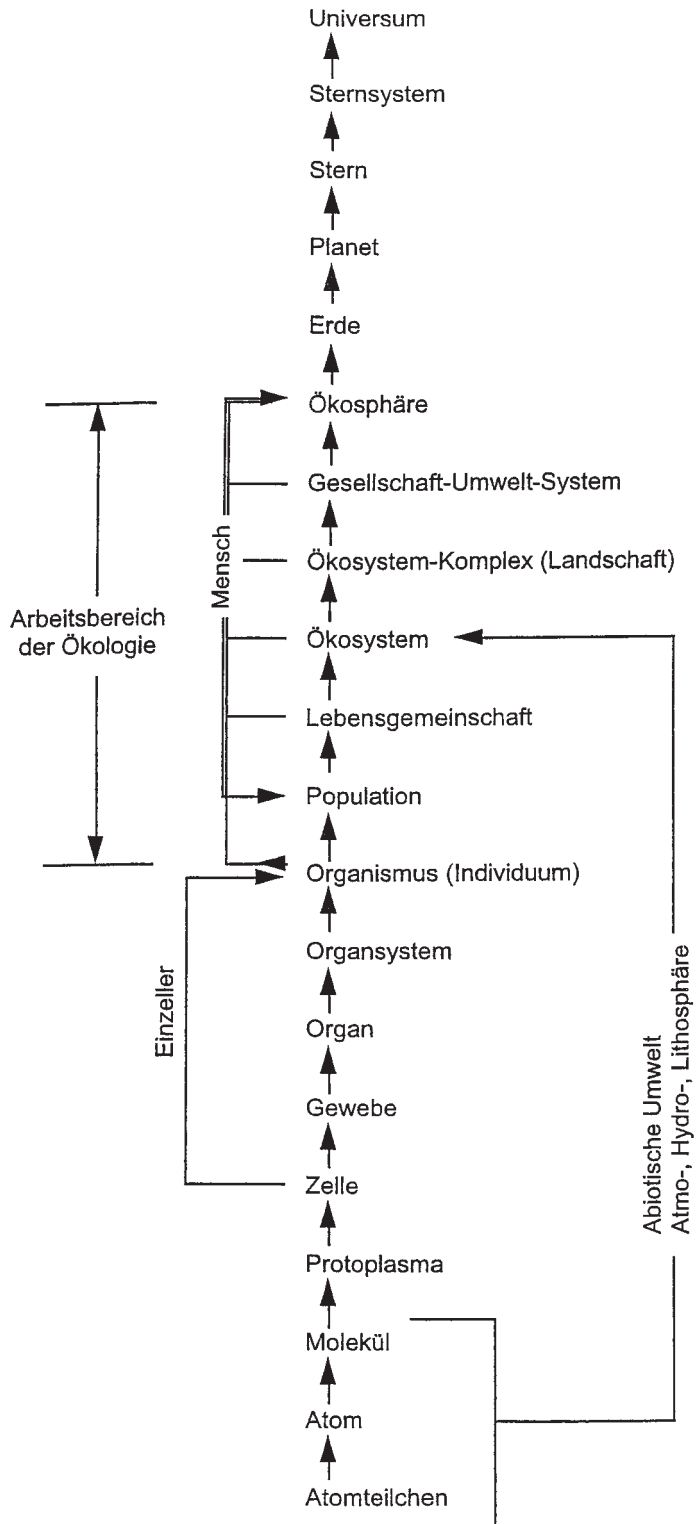 Universum
Sternsystem
Stern
Planet
Erde
Ökosphäre
Gesellschaft-Umwelt-System
Ökosystem-Komplex (Landschaft)
Ökosystem
Lebensgemeinschaft
Population
Organismus (Individuum)
Organsystem
Organ
Gewebe
Zelle
Protoplasma
Molekül
Atom
Atomteilchen
Arbeitsbereich
der Ökologie
Mensch
Einzeller
Abiotische Umwelt
Atmo-, Hydro-, Lithosphäre